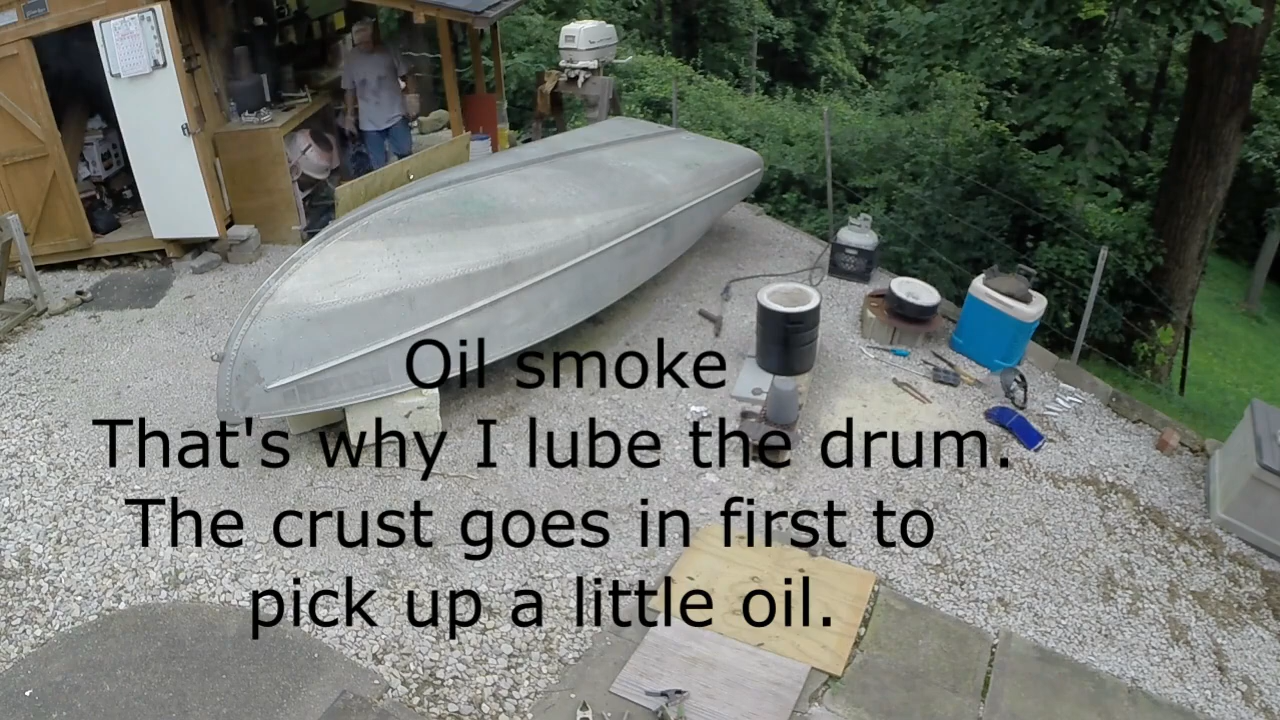 Oil smoke
That's why I lube the drum.
The crust goes in first to
pick up a little oil.